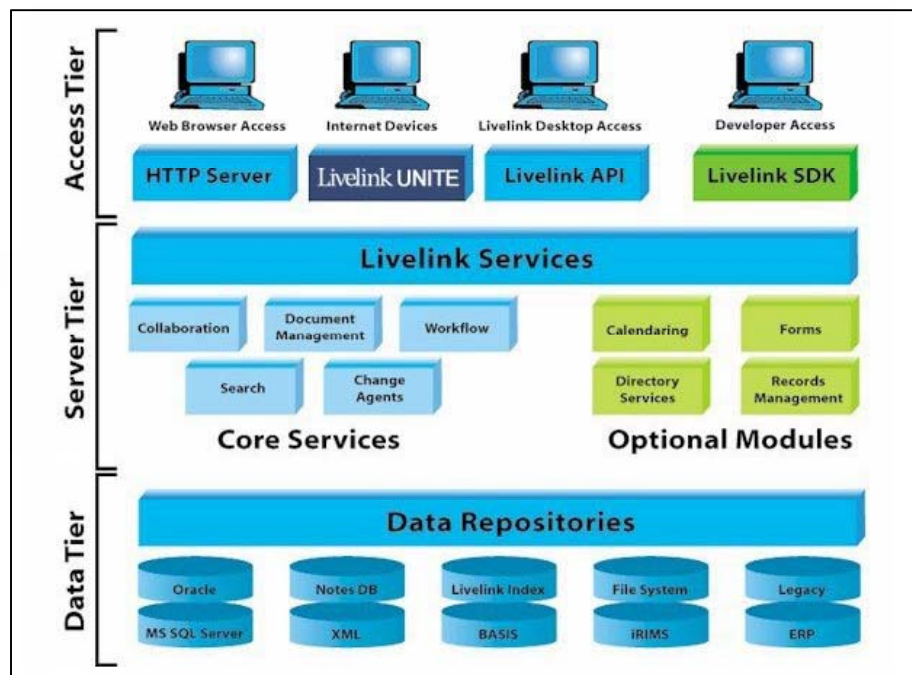 Access Tier
Web Browser Access
Internet Devices
Livelink Desktop Access
Developer Access
HTTP Server
Livelink UNITE
Livelink API
Livelink SDK
Server Tier
Livelink Services
Collaboration
Document
Management
Workflow
Calendaring
Forms
Search
Change
Agents
Directory
Services
Records
Management
Core Services
Optional Modules
Data Tier
Data Repositories
Oracle
Notes DB
Livelink Index
File System
Legacy
MS SQL Server
XML
BASIS
iRIMS
ERP